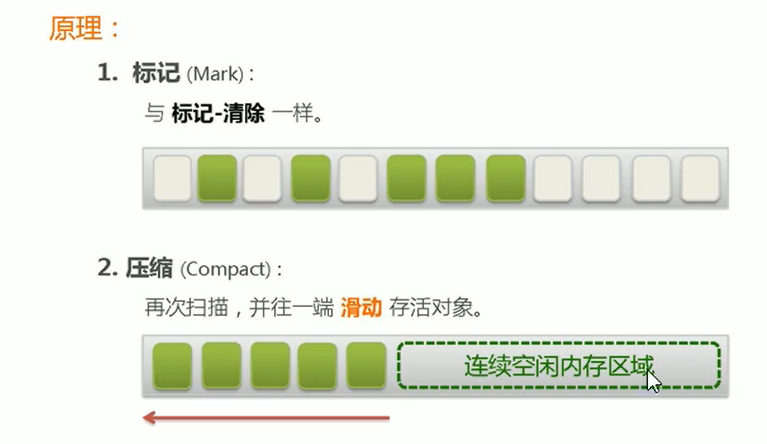 原理：
1. 标记 (Mark) :
与 标记-清除 一样。
2. 压缩 (Compact) :
再次扫描，并往一端 滑动 存活对象。
连续空闲内存区域